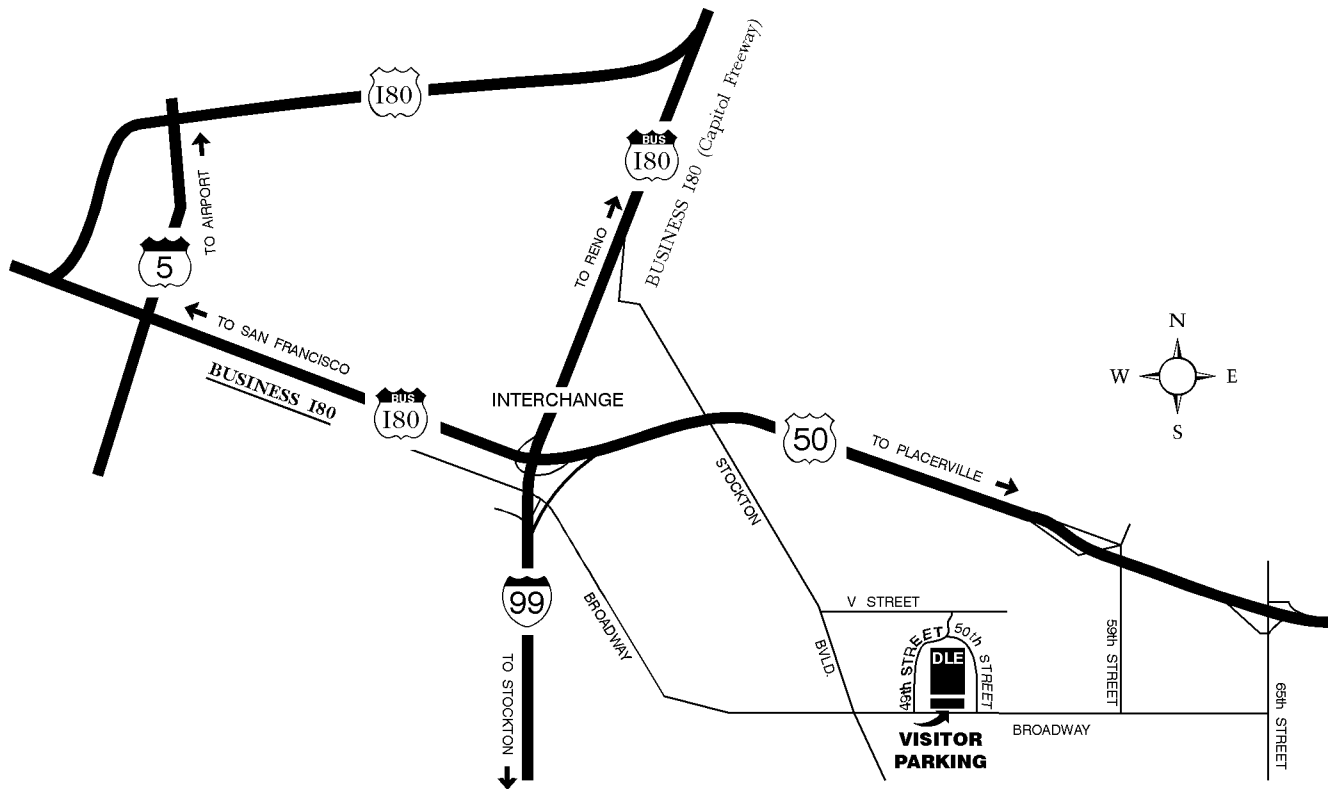 I80
BUS
I80
BUSINESS I80 (Capitol Freeway)
TO AIRPORT
5
TO RENO
TO SAN FRANCISCO
BUSINESS I80
BUS
I80
INTERCHANGE
N
W
E
S
50
TO PLACERVILLE
STOCKTON
BVLD.
99
TO STOCKTON
BROADWAY
V STREET
49th STREET
50th STREET
DLE
59th STREET
65th STREET
BROADWAY
VISITOR
PARKING